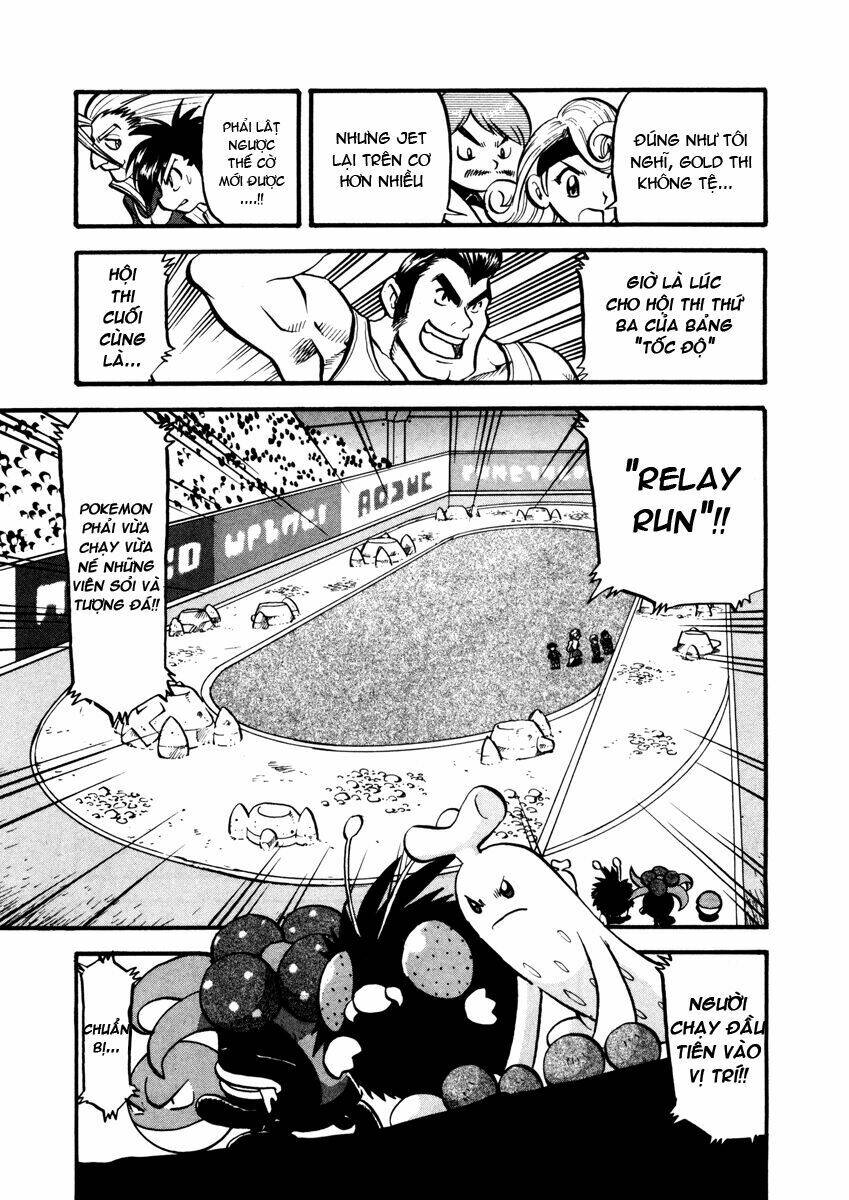 ĐÚNG NHƯ TÔI
NGHĨ, GOLD THI
KHÔNG TỆ...
NHƯNG JET
LẠI TRÊN CƠ
HƠN NHIỀU
PHẢI LẬT
NGƯỢC
THẾ CỜ
MỚI ĐƯỢC
....!!
GIỜ LÀ LÚC
CHO HỘI THI THỨ
BA CỦA BẢNG
"TỐC ĐỘ"
HỘI
THI
CUỐI
CÙNG
LÀ...
"RELAY
RUN"!!
POKEMON
PHẢI VỪA
CHẠY VỪA
NÉ NHỮNG
VIÊN SỎI VÀ
TƯỢNG ĐÁ!!
NGƯỜI
CHẠY ĐẦU
TIÊN VÀO
VỊ TRÍ!!
CHUẨN
BỊ...